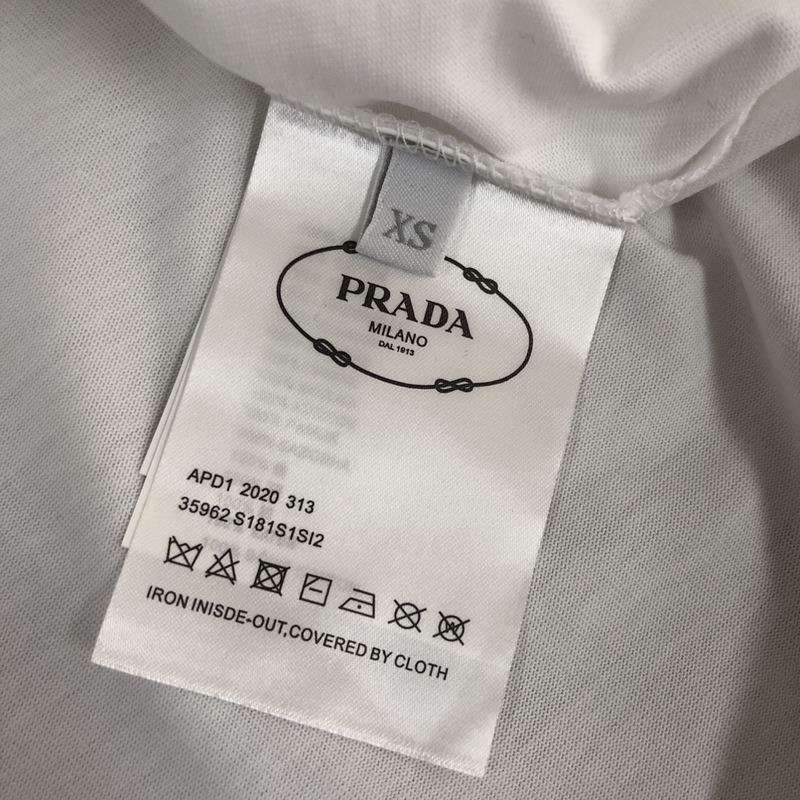 XS
PRADA
MILANO
DAL 1913
APD1 2020 313
35962 S181S1SI2
IRON INISDE-OUT,COVERED BY CLOTH